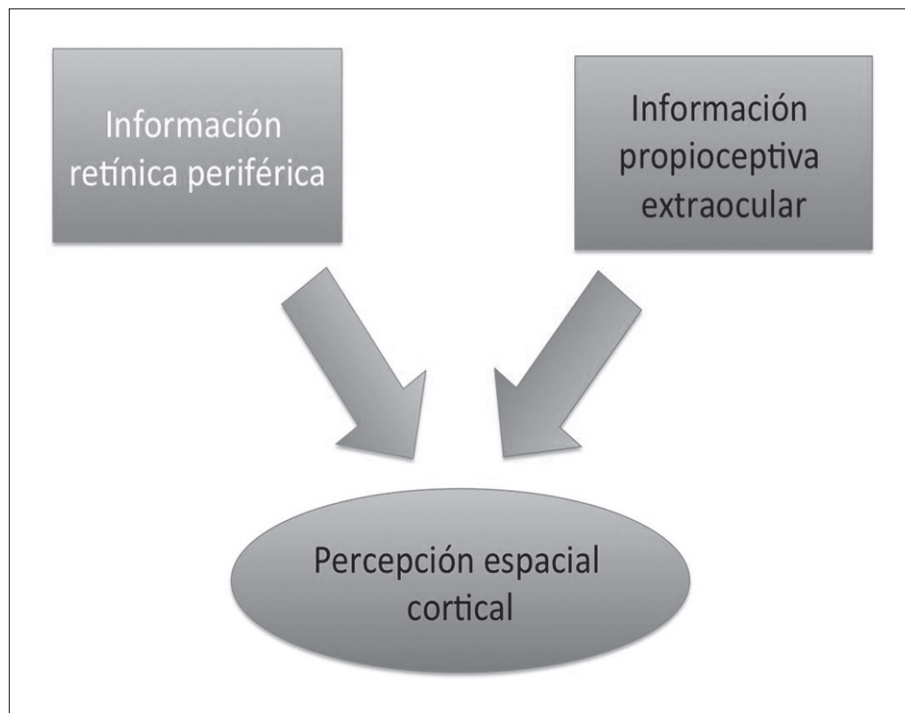 Información
retínica periférica
Información
propioceptiva
extraocular
Percepción espacial
cortical